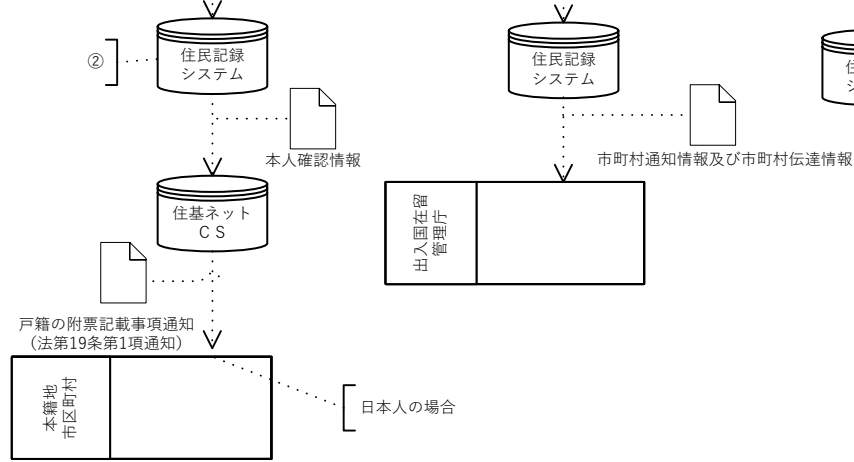 ②
住民記録
システム
本人確認情報
住基ネット
ＣＳ
戸籍の附票記載事項通知
（法第19条第1項通知）
本籍地
市区町村
日本人の場合
住民記録
システム
市町村通知情報及び市町村伝達情報
出入国在留
管理庁